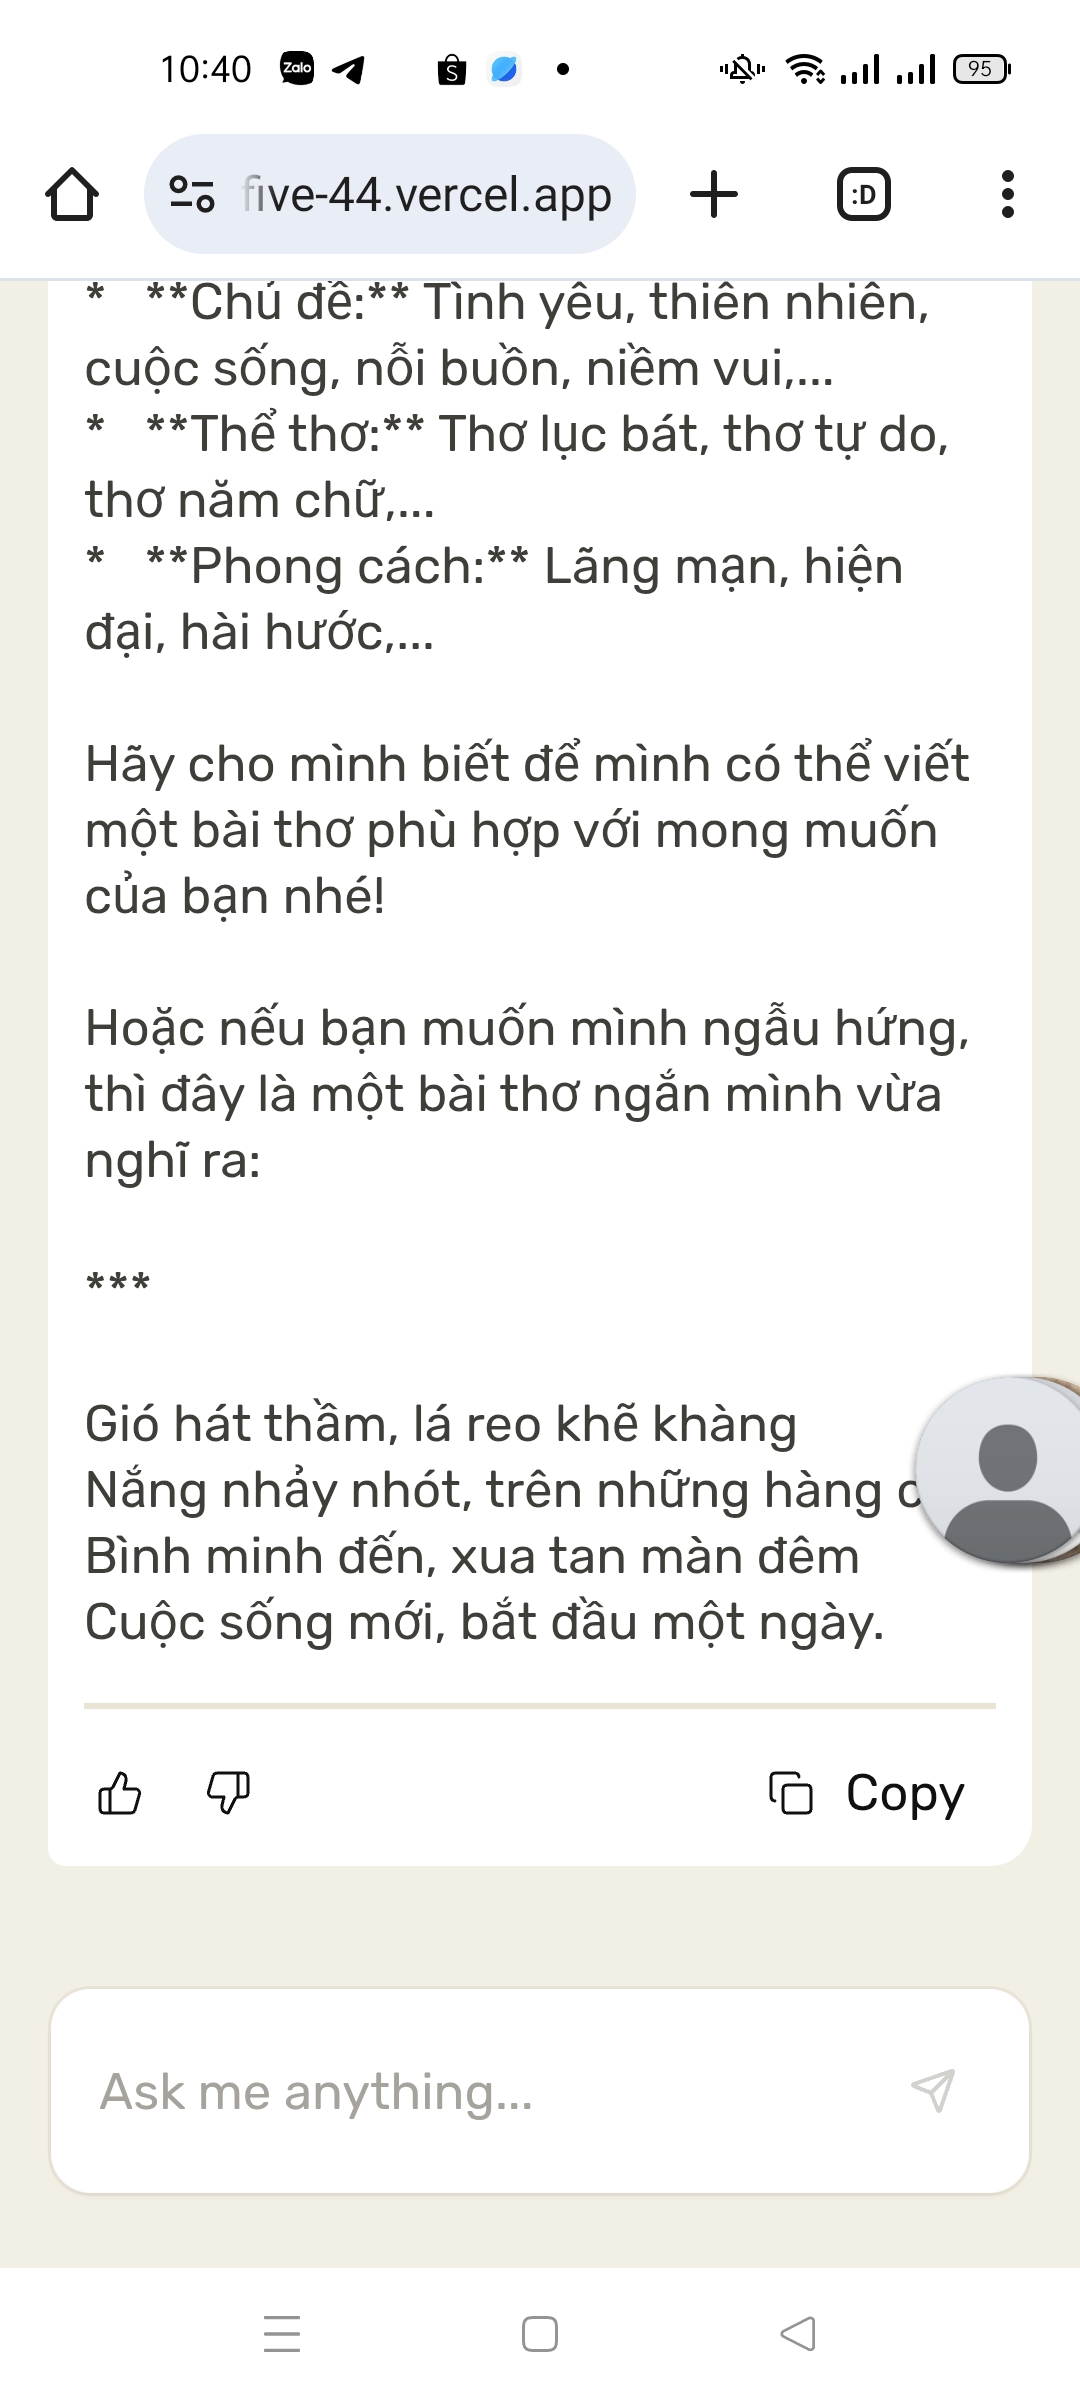 10:40
Zalo
S
95
five-44.vercel.app
:D
*   **Chủ đề:** Tình yêu, thiên nhiên,
cuộc sống, nỗi buồn, niềm vui,...
*   **Thể thơ:** Thơ lục bát, thơ tự do,
thơ năm chữ,...
*   **Phong cách:** Lãng mạn, hiện
đại, hài hước,...
Hãy cho mình biết để mình có thể viết
một bài thơ phù hợp với mong muốn
của bạn nhé!
Hoặc nếu bạn muốn mình ngẫu hứng,
thì đây là một bài thơ ngắn mình vừa
nghĩ ra:
***
Gió hát thầm, lá reo khẽ khàng
Nắng nhảy nhót, trên những hàng
Bình minh đến, xua tan màn đêm
Cuộc sống mới, bắt đầu một ngày.
Copy
Ask me anything...